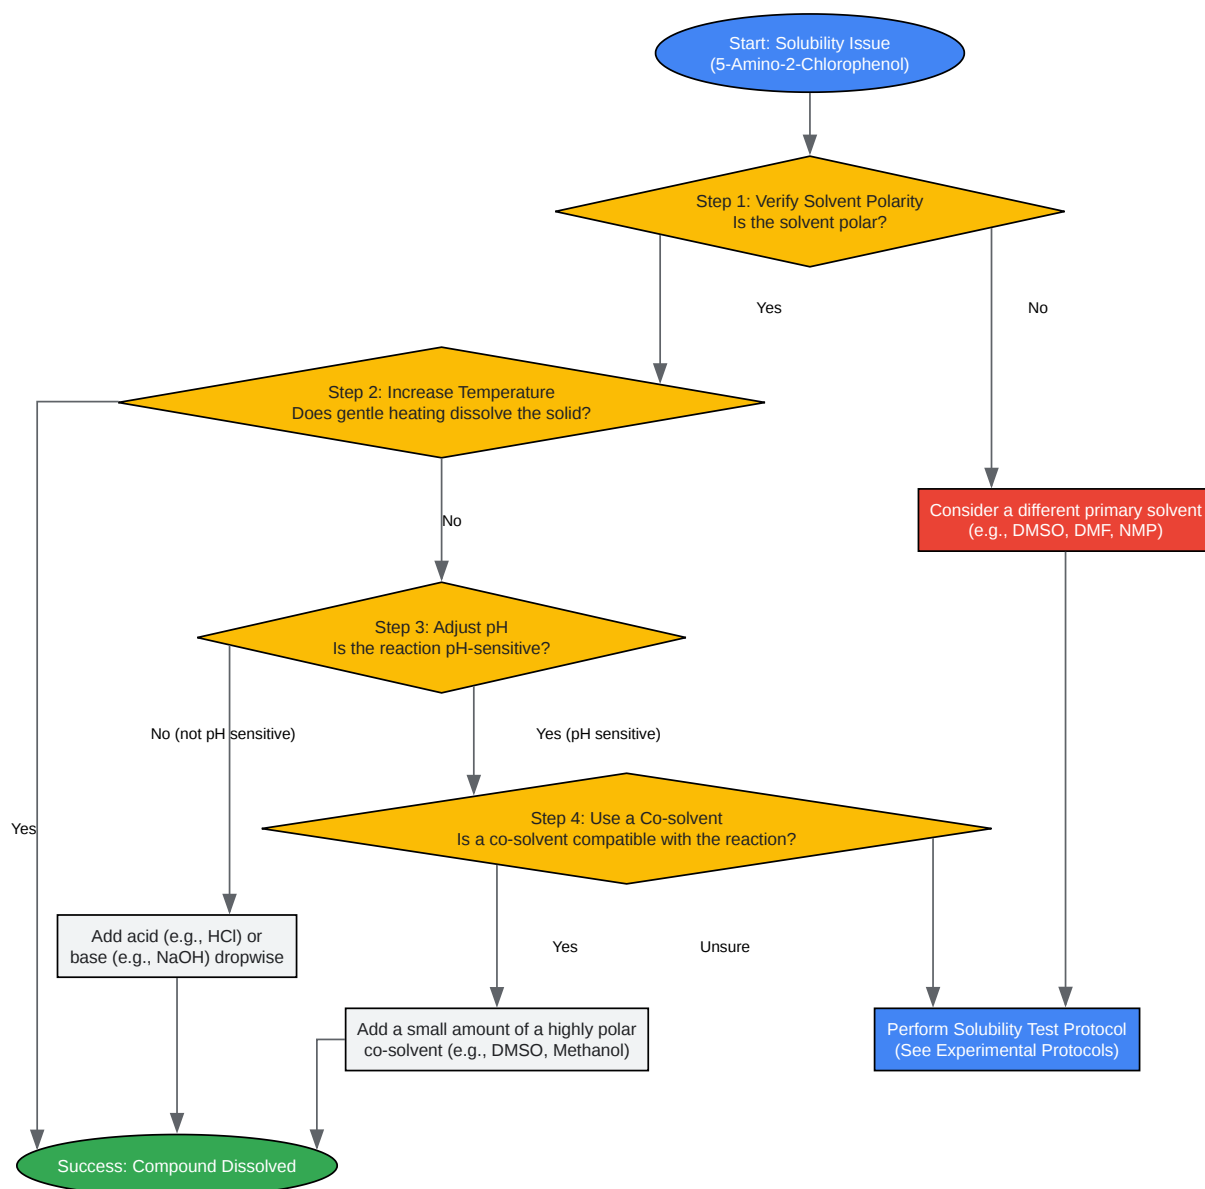 Start: Solubility Issue
(5-Amino-2-Chlorophenol)
Step 1: Verify Solvent Polarity
Is the solvent polar?
Yes
No
Step 2: Increase Temperature
Does gentle heating dissolve the solid?
No
Consider a different primary solvent
(e.g., DMSO, DMF, NMP)
Step 3: Adjust pH
Is the reaction pH-sensitive?
No (not pH sensitive)
Yes (pH sensitive)
Yes
Step 4: Use a Co-solvent
Is a co-solvent compatible with the reaction?
Add acid (e.g., HCl) or
base (e.g., NaOH) dropwise
Yes
Unsure
Add a small amount of a highly polar
co-solvent (e.g., DMSO, Methanol)
Perform Solubility Test Protocol
(See Experimental Protocols)
Success: Compound Dissolved